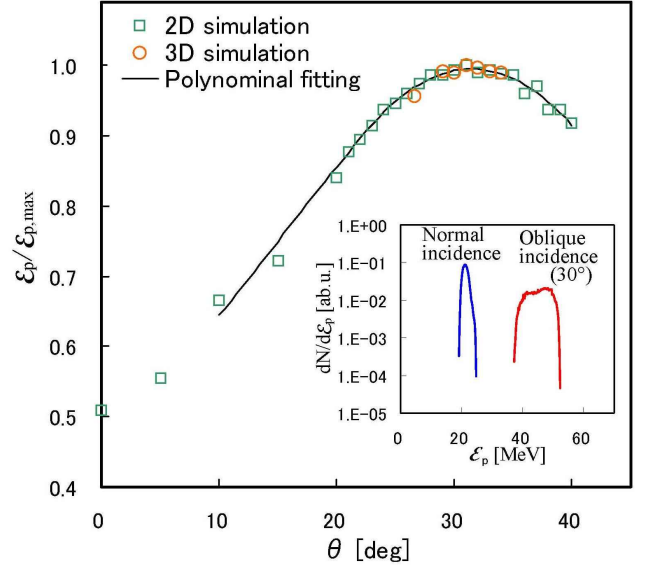 2D simulation
3D simulation
Polynominal fitting
1.0
0.9
0.8
0.7
0.6
0.5
0.4
ℰp/ℰp,max
0
10
20
30
40
θ [deg]
1.E+00
1.E-01
1.E-02
1.E-03
1.E-04
1.E-05
dN/dℰp [ab.u.]
Normal
incidence
Oblique
incidence
(30°)
0
20
40
60
ℰp [MeV]